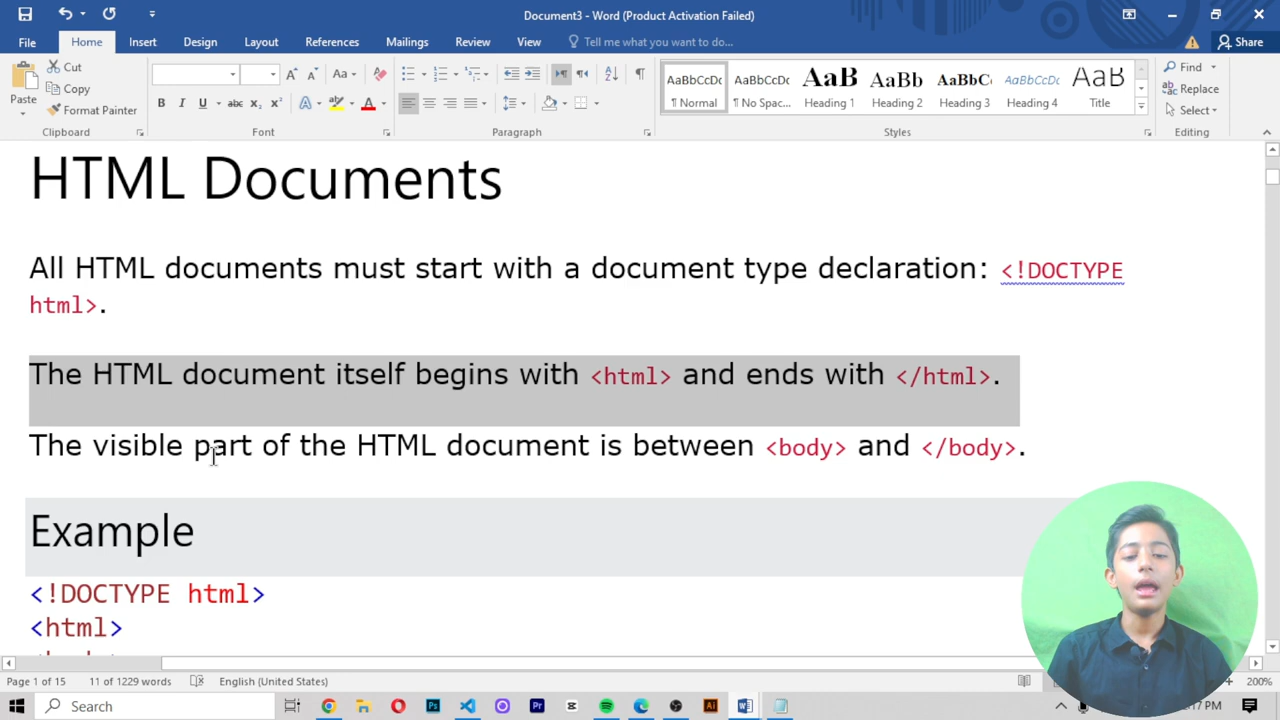 Document3 - Word (Product Activation Failed)
File Home Insert Design Layout References Mailings Review View Tell me what you want to do... Share
Paste Cut Copy Format Painter
Clipboard Font Paragraph Styles Editing
AaBbCcDc AaBbCcDc AaB AaBb AaBbC AaBbCcDc AaB
¶ Normal ¶ No Spac... Heading 1 Heading 2 Heading 3 Heading 4 Title
Find Replace Select
HTML Documents
All HTML documents must start with a document type declaration: <!DOCTYPE
html>.
The HTML document itself begins with <html> and ends with </html>.
The visible part of the HTML document is between <body> and </body>.
Example
<!DOCTYPE html>
<html>
Page 1 of 15 11 of 1229 words English (United States) 200%
Search